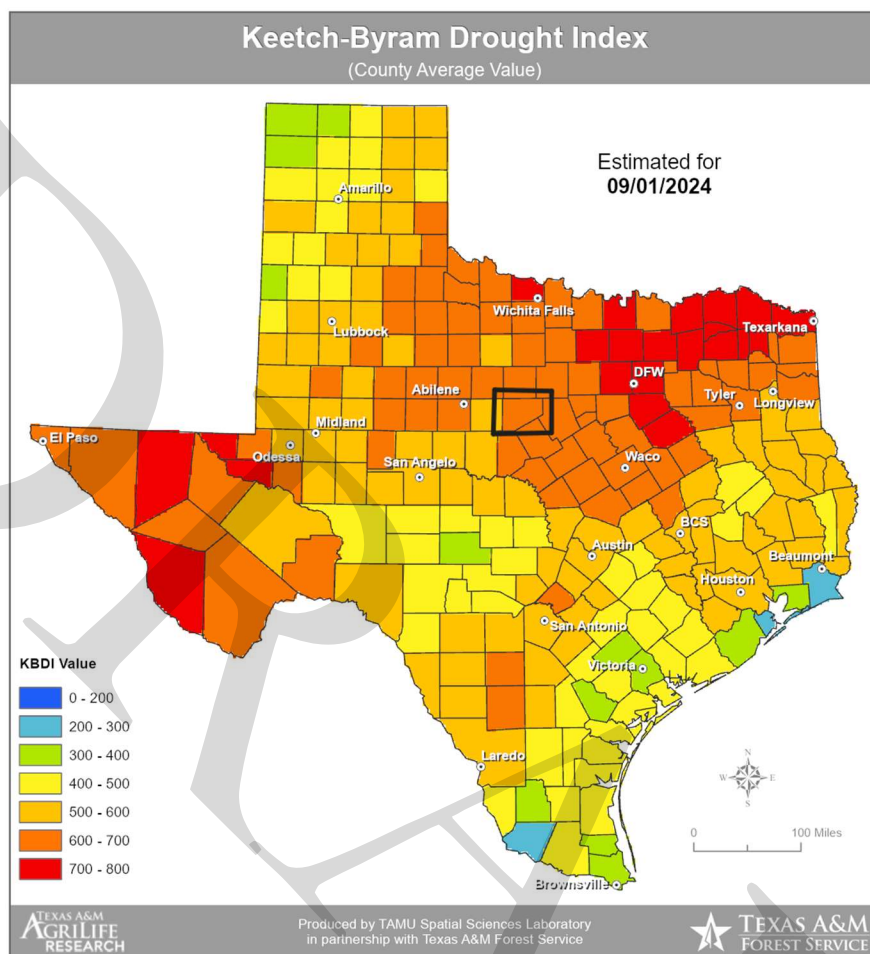 Keetch-Byram Drought Index
(County Average Value)
Estimated for
09/01/2024
Amarillo
Wichita Falls
Lubbock
Texarkana
DFW
Abilene
Tyler
Longview
El Paso
Midland
Odessa
San Angelo
Waco
BCS
Austin
Beaumont
Houston
San Antonio
Victoria
Laredo
Brownsville
KBDI Value
0 - 200
200 - 300
300 - 400
400 - 500
500 - 600
600 - 700
700 - 800
N
W E
S
0 100 Miles
TEXAS A&M
AGRILIFE
RESEARCH
Produced by TAMU Spatial Sciences Laboratory
in partnership with Texas A&M Forest Service
TEXAS A&M
FOREST SERVICE